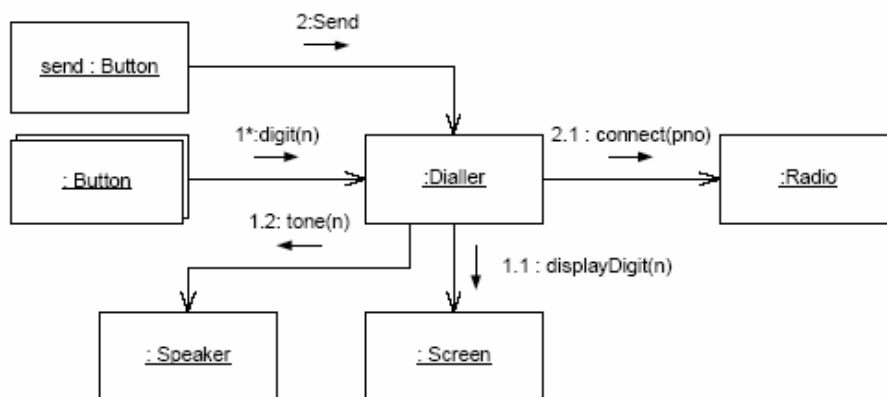 2:Send
send : Button
1*:digit(n)
2.1 : connect(pno)
: Button
:Dialler
:Radio
1.2: tone(n)
1.1 : displayDigit(n)
: Speaker
: Screen